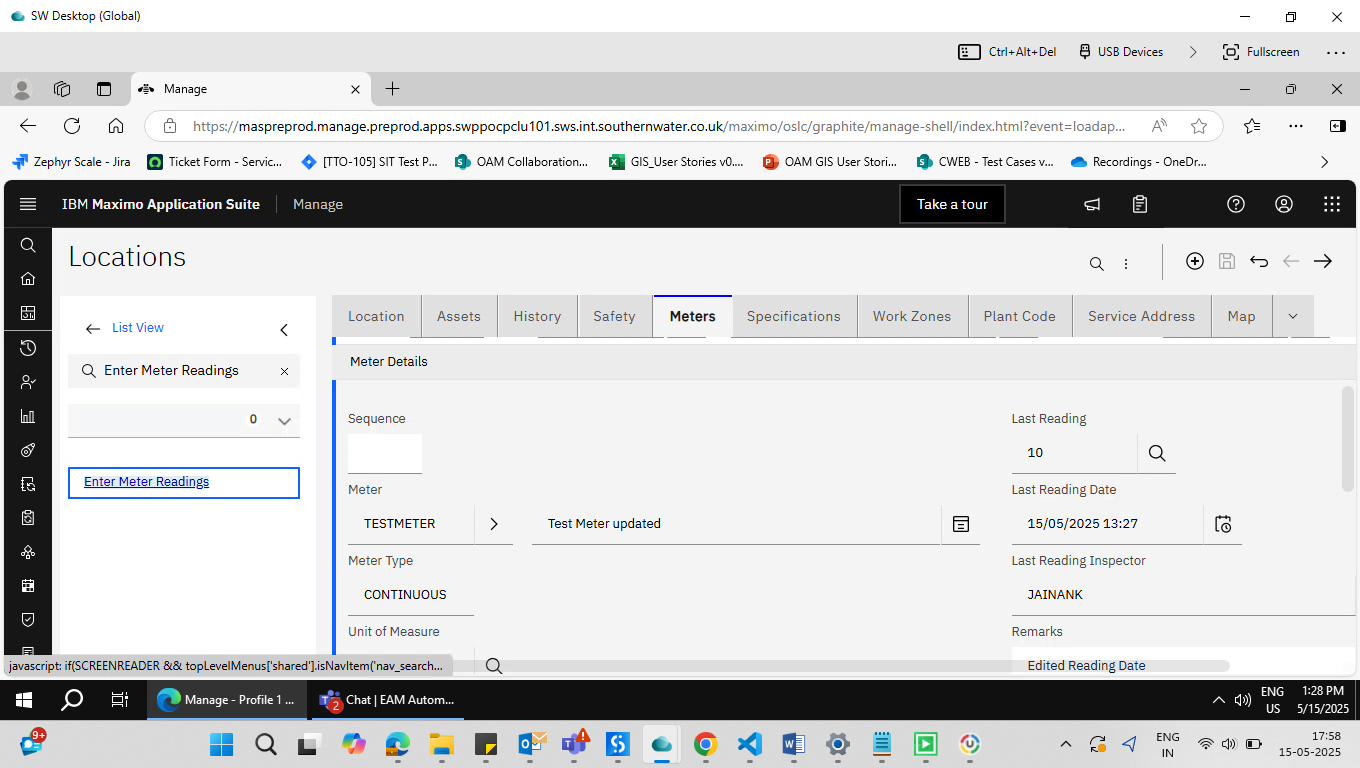 SW Desktop (Global)
Ctrl+Alt+Del
USB Devices
Fullscreen
Manage
https://maspreprod.manage.preprod.apps.swppocpclu101.sws.int.southernwater.co.uk/maximo/oslc/graphite/manage-shell/index.html?event=loadap...
Zephyr Scale - Jira
Ticket Form - Servic...
[TTO-105] SIT Test P...
OAM Collaboration...
GIS_User Stories v0....
OAM GIS User Stori...
CWEB - Test Cases v...
Recordings - OneDr...
IBM Maximo Application Suite
Manage
Take a tour
Locations
List View
Enter Meter Readings
0
Enter Meter Readings
Location
Assets
History
Safety
Meters
Specifications
Work Zones
Plant Code
Service Address
Map
Meter Details
Sequence
Last Reading
10
Meter
Last Reading Date
TESTMETER
Test Meter updated
15/05/2025 13:27
Meter Type
Last Reading Inspector
CONTINUOUS
JAINANK
Unit of Measure
Remarks
Edited Reading Date
javascript: if(SCREENREADER && topLevelMenus['shared'].isNavItem('nav_search...
Manage - Profile 1 ...
2
Chat | EAM Autom...
ENG
US
1:28 PM
5/15/2025
9+
ENG
IN
17:58
15-05-2025